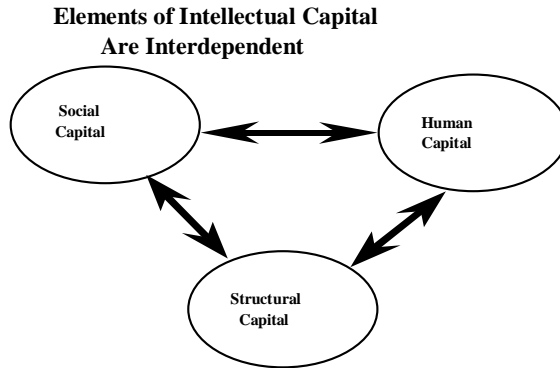 Elements of Intellectual Capital
Are Interdependent
Social
Capital
Human
Capital
Structural
Capital